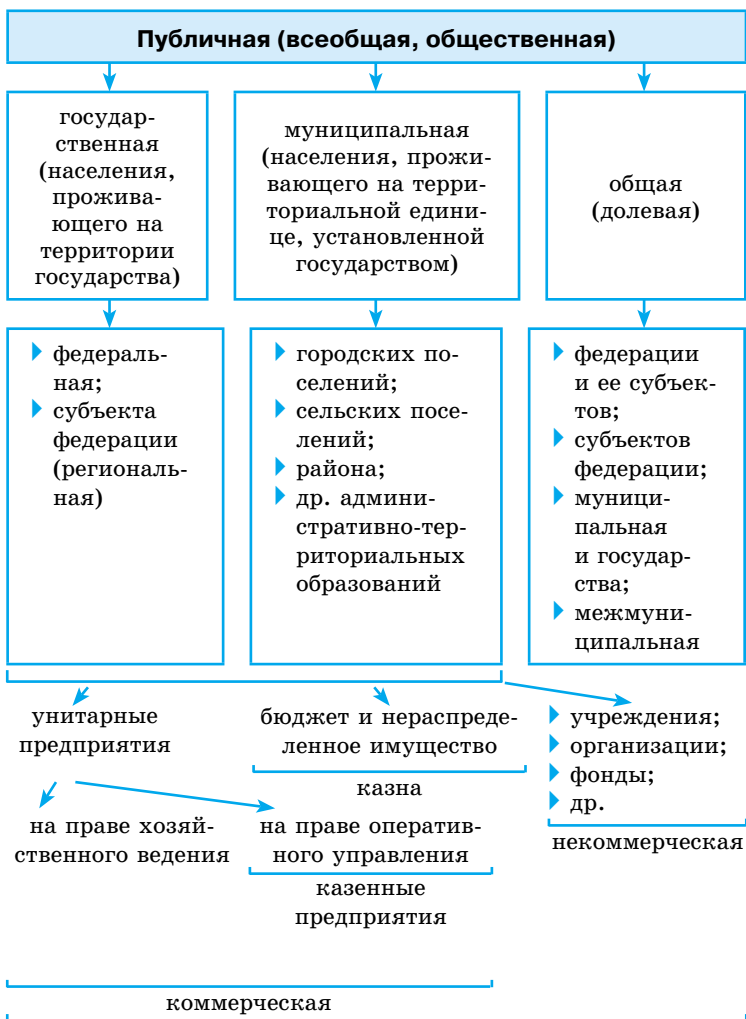 Публичная (всеобщая, общественная)
государ-
ственная
(населения,
прожива-
ющего на
территории
государства)
муниципальная
(населения, прожи-
вающего на терри-
ториальной едини-
це, установленной
государством)
общая
(долевая)
федераль-
ная;
субъекта
федерации
(региональ-
ная)
городских по-
селений;
сельских посе-
лений;
района;
др. админи-
стративно-тер-
риториальных
образований
федерации
и ее субъек-
тов;
субъектов
федерации;
муници-
пальная
и государ-
ства;
межмуни-
ципальная
унитарные
предприятия
бюджет и нераспреде-
ленное имущество
казна
учреждения;
организации;
фонды;
др.
некоммерческая
на праве хозяй-
ственного ведения
на праве оператив-
ного управления
казенные
предприятия
коммерческая